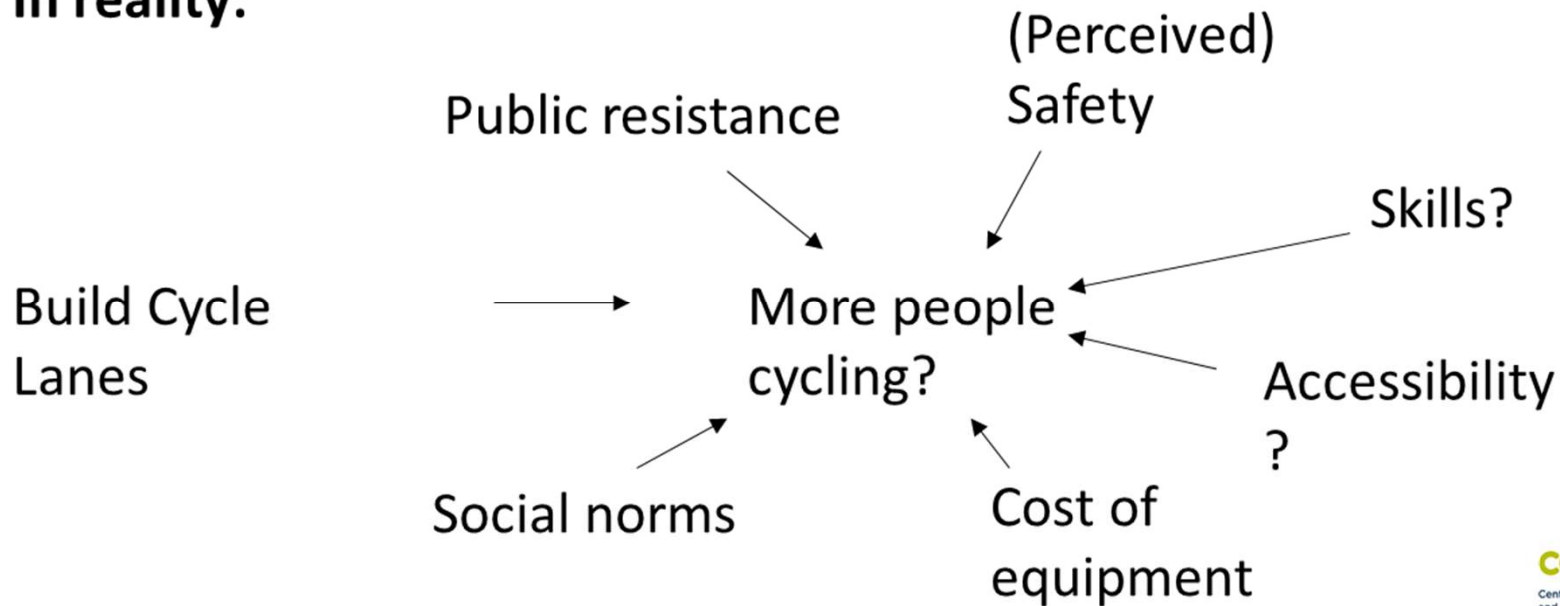 In reality:
(Perceived)
Safety
Public resistance
Skills?
Build Cycle
Lanes
More people
cycling?
Accessibility
?
Social norms
Cost of
equipment